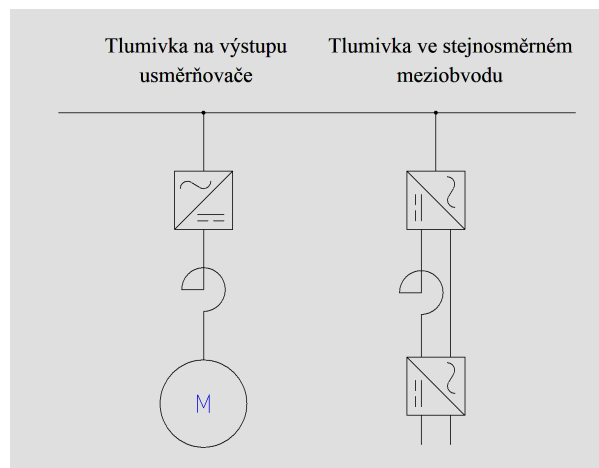 Tlumivka na výstupu
usměrňovače
Tlumivka ve stejnosměrném
meziobvodu
M